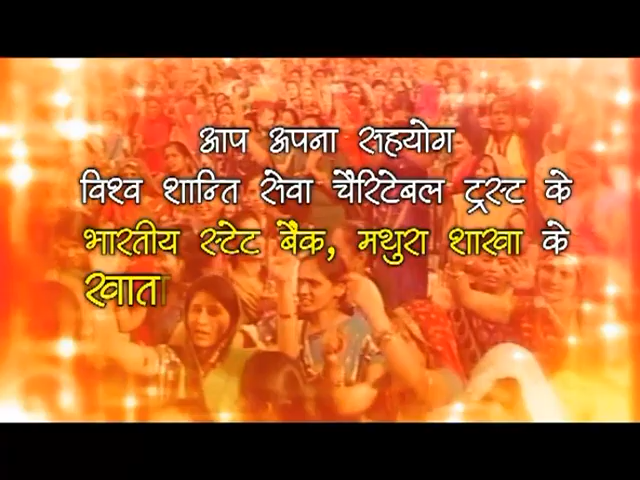 आप अपना सहयोग
विश्व शान्ति सेवा चैरिटेबल ट्रस्ट के
भारतीय स्टेट बैंक, मथुरा शाखा के
खाता